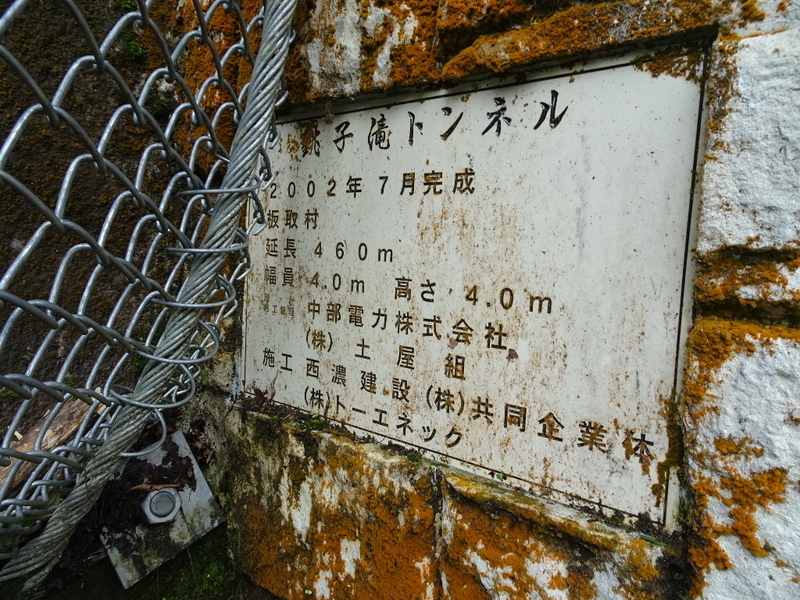 銚子滝トンネル
2002年 7月完成
板取村
延長 460m
幅員 4.0m 高さ 4.0m
中部電力株式会社
(株) 土屋組
施工 西濃建設(株) 共同企業体
(株)トーエネック